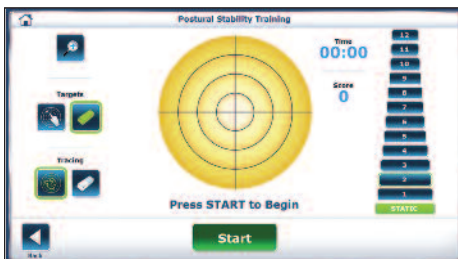 Postural Stability Training
Time
00:00
Score
0
Targets
Tracing
12
11
10
9
8
7
6
5
4
3
2
1
STATIC
Press START to Begin
Start
Back